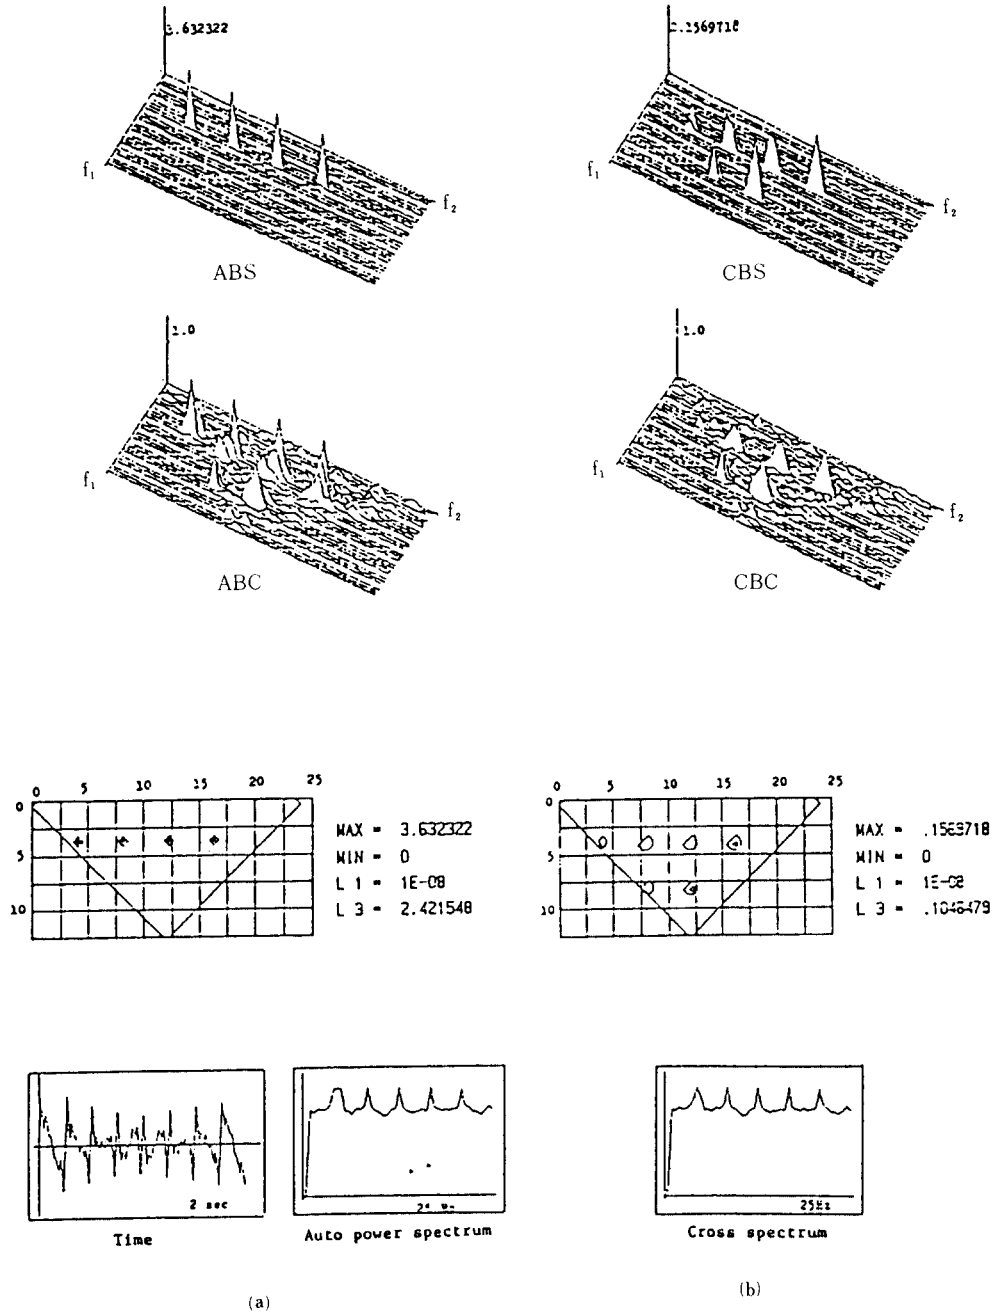 3.632322
f₁
f₂
ABS
f₁
f₂
CBS
1.0
f₁
f₂
ABC
1.0
f₁
f₂
CBC
0 5 10 15 20 25
0
5
10
MAX = 3.632322
MIN = 0
L 1 = 1E-08
L 3 = 2.421548
0 5 10 15 20 25
0
5
10
MAX =
MIN = 0
L 1 =
L 3 =
2 sec
Time
Auto power spectrum
25Hz
Cross spectrum
(a)
(b)